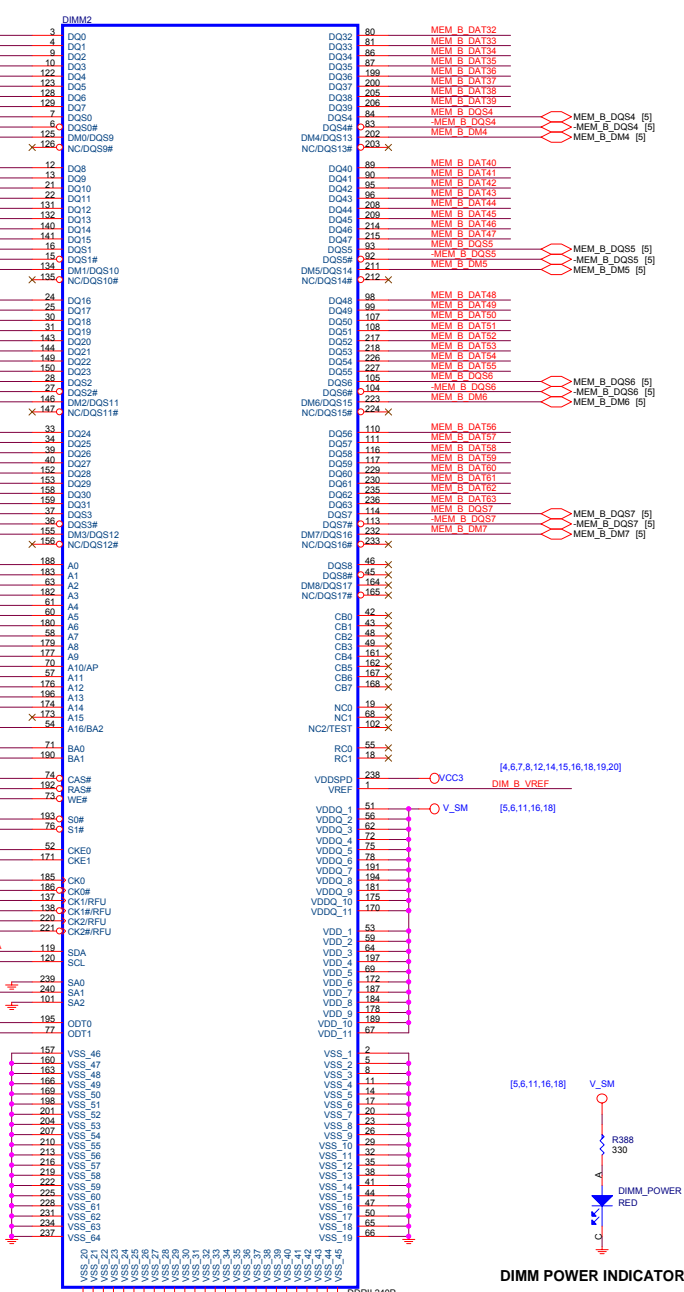 DIMM2
3 DQ0 DQ32 80 MEM_B_DAT32
4 DQ1 DQ33 81 MEM_B_DAT33
9 DQ2 DQ34 86 MEM_B_DAT34
10 DQ3 DQ35 87 MEM_B_DAT35
122 DQ4 DQ36 199 MEM_B_DAT36
123 DQ5 DQ37 200 MEM_B_DAT37
128 DQ6 DQ38 205 MEM_B_DAT38
129 DQ7 DQ39 206 MEM_B_DAT39
7 DQS0 DQS4 84 MEM_B_DQS4 MEM_B_DQS4 [5]
6 DQS0# DQS4# 83 -MEM_B_DQS4 -MEM_B_DQS4 [5]
125 DM0/DQS9 DM4/DQS13 202 MEM_B_DM4 MEM_B_DM4 [5]
126 NC/DQS9# NC/DQS13# 203
12 DQ8 DQ40 89 MEM_B_DAT40
13 DQ9 DQ41 90 MEM_B_DAT41
21 DQ10 DQ42 95 MEM_B_DAT42
22 DQ11 DQ43 96 MEM_B_DAT43
131 DQ12 DQ44 208 MEM_B_DAT44
132 DQ13 DQ45 209 MEM_B_DAT45
140 DQ14 DQ46 214 MEM_B_DAT46
141 DQ15 DQ47 215 MEM_B_DAT47
16 DQS1 DQS5 93 MEM_B_DQS5 MEM_B_DQS5 [5]
15 DQS1# DQS5# 92 -MEM_B_DQS5 -MEM_B_DQS5 [5]
134 DM1/DQS10 DM5/DQS14 211 MEM_B_DM5 MEM_B_DM5 [5]
135 NC/DQS10# NC/DQS14# 212
24 DQ16 DQ48 98 MEM_B_DAT48
25 DQ17 DQ49 99 MEM_B_DAT49
30 DQ18 DQ50 107 MEM_B_DAT50
31 DQ19 DQ51 108 MEM_B_DAT51
143 DQ20 DQ52 217 MEM_B_DAT52
144 DQ21 DQ53 218 MEM_B_DAT53
149 DQ22 DQ54 226 MEM_B_DAT54
150 DQ23 DQ55 227 MEM_B_DAT55
28 DQS2 DQS6 105 MEM_B_DQS6 MEM_B_DQS6 [5]
27 DQS2# DQS6# 104 -MEM_B_DQS6 -MEM_B_DQS6 [5]
146 DM2/DQS11 DM6/DQS15 223 MEM_B_DM6 MEM_B_DM6 [5]
147 NC/DQS11# NC/DQS15# 224
33 DQ24 DQ56 110 MEM_B_DAT56
34 DQ25 DQ57 111 MEM_B_DAT57
39 DQ26 DQ58 116 MEM_B_DAT58
40 DQ27 DQ59 117 MEM_B_DAT59
152 DQ28 DQ60 229 MEM_B_DAT60
153 DQ29 DQ61 230 MEM_B_DAT61
158 DQ30 DQ62 235 MEM_B_DAT62
159 DQ31 DQ63 236 MEM_B_DAT63
37 DQS3 DQS7 114 MEM_B_DQS7 MEM_B_DQS7 [5]
36 DQS3# DQS7# 113 -MEM_B_DQS7 -MEM_B_DQS7 [5]
155 DM3/DQS12 DM7/DQS16 232 MEM_B_DM7 MEM_B_DM7 [5]
156 NC/DQS12# NC/DQS16# 233
188 A0 DQS8 46
183 A1 DQS8# 45
63 A2 DM8/DQS17 164
182 A3 NC/DQS17# 165
61 A4
60 A5 CB0 42
180 A6 CB1 43
58 A7 CB2 48
179 A8 CB3 49
177 A9 CB4 161
70 A10/AP CB5 162
57 A11 CB6 167
176 A12 CB7 168
196 A13
174 A14 NC0 19
173 A15 NC1 68
54 A16/BA2 NC2/TEST 102
71 BA0 RC0 55
190 BA1 RC1 18
[4,6,7,8,12,14,15,16,18,19,20]
74 CAS# VDDSPD 238 VCC3
192 RAS# VREF 1 DIM_B_VREF
73 WE#
VDDQ_1 51 V_SM [5,6,11,16,18]
193 S0# VDDQ_2 56
76 S1# VDDQ_3 62
VDDQ_4 72
52 CKE0 VDDQ_5 75
171 CKE1 VDDQ_6 78
VDDQ_7 191
185 CK0 VDDQ_8 194
186 CK0# VDDQ_9 181
137 CK1/RFU VDDQ_10 175
138 CK1#/RFU VDDQ_11 170
220 CK2/RFU
221 CK2#/RFU VDD_1 53
VDD_2 59
119 SDA VDD_3 64
120 SCL VDD_4 197
VDD_5 69
239 SA0 VDD_6 172
240 SA1 VDD_7 187
101 SA2 VDD_8 184
VDD_9 178
195 ODT0 VDD_10 189
77 ODT1 VDD_11 67
157 VSS_46 VSS_1 2
160 VSS_47 VSS_2 5
163 VSS_48 VSS_3 8
166 VSS_49 VSS_4 11
169 VSS_50 VSS_5 14
198 VSS_51 VSS_6 17
201 VSS_52 VSS_7 20
204 VSS_53 VSS_8 23
207 VSS_54 VSS_9 26
210 VSS_55 VSS_10 29
213 VSS_56 VSS_11 32
216 VSS_57 VSS_12 35
219 VSS_58 VSS_13 38
222 VSS_59 VSS_14 41
225 VSS_60 VSS_15 44
228 VSS_61 VSS_16 47
231 VSS_62 VSS_17 50
234 VSS_63 VSS_18 65
237 VSS_64 VSS_19 66
VSS_20
VSS_21
VSS_22
VSS_23
VSS_24
VSS_25
VSS_26
VSS_27
VSS_28
VSS_29
VSS_30
VSS_31
VSS_32
VSS_33
VSS_34
VSS_35
VSS_36
VSS_37
VSS_38
VSS_39
VSS_40
VSS_41
VSS_42
VSS_43
VSS_44
VSS_45
[5,6,11,16,18] V_SM
R388
330
A
DIMM_POWER
RED
C
DIMM POWER INDICATOR